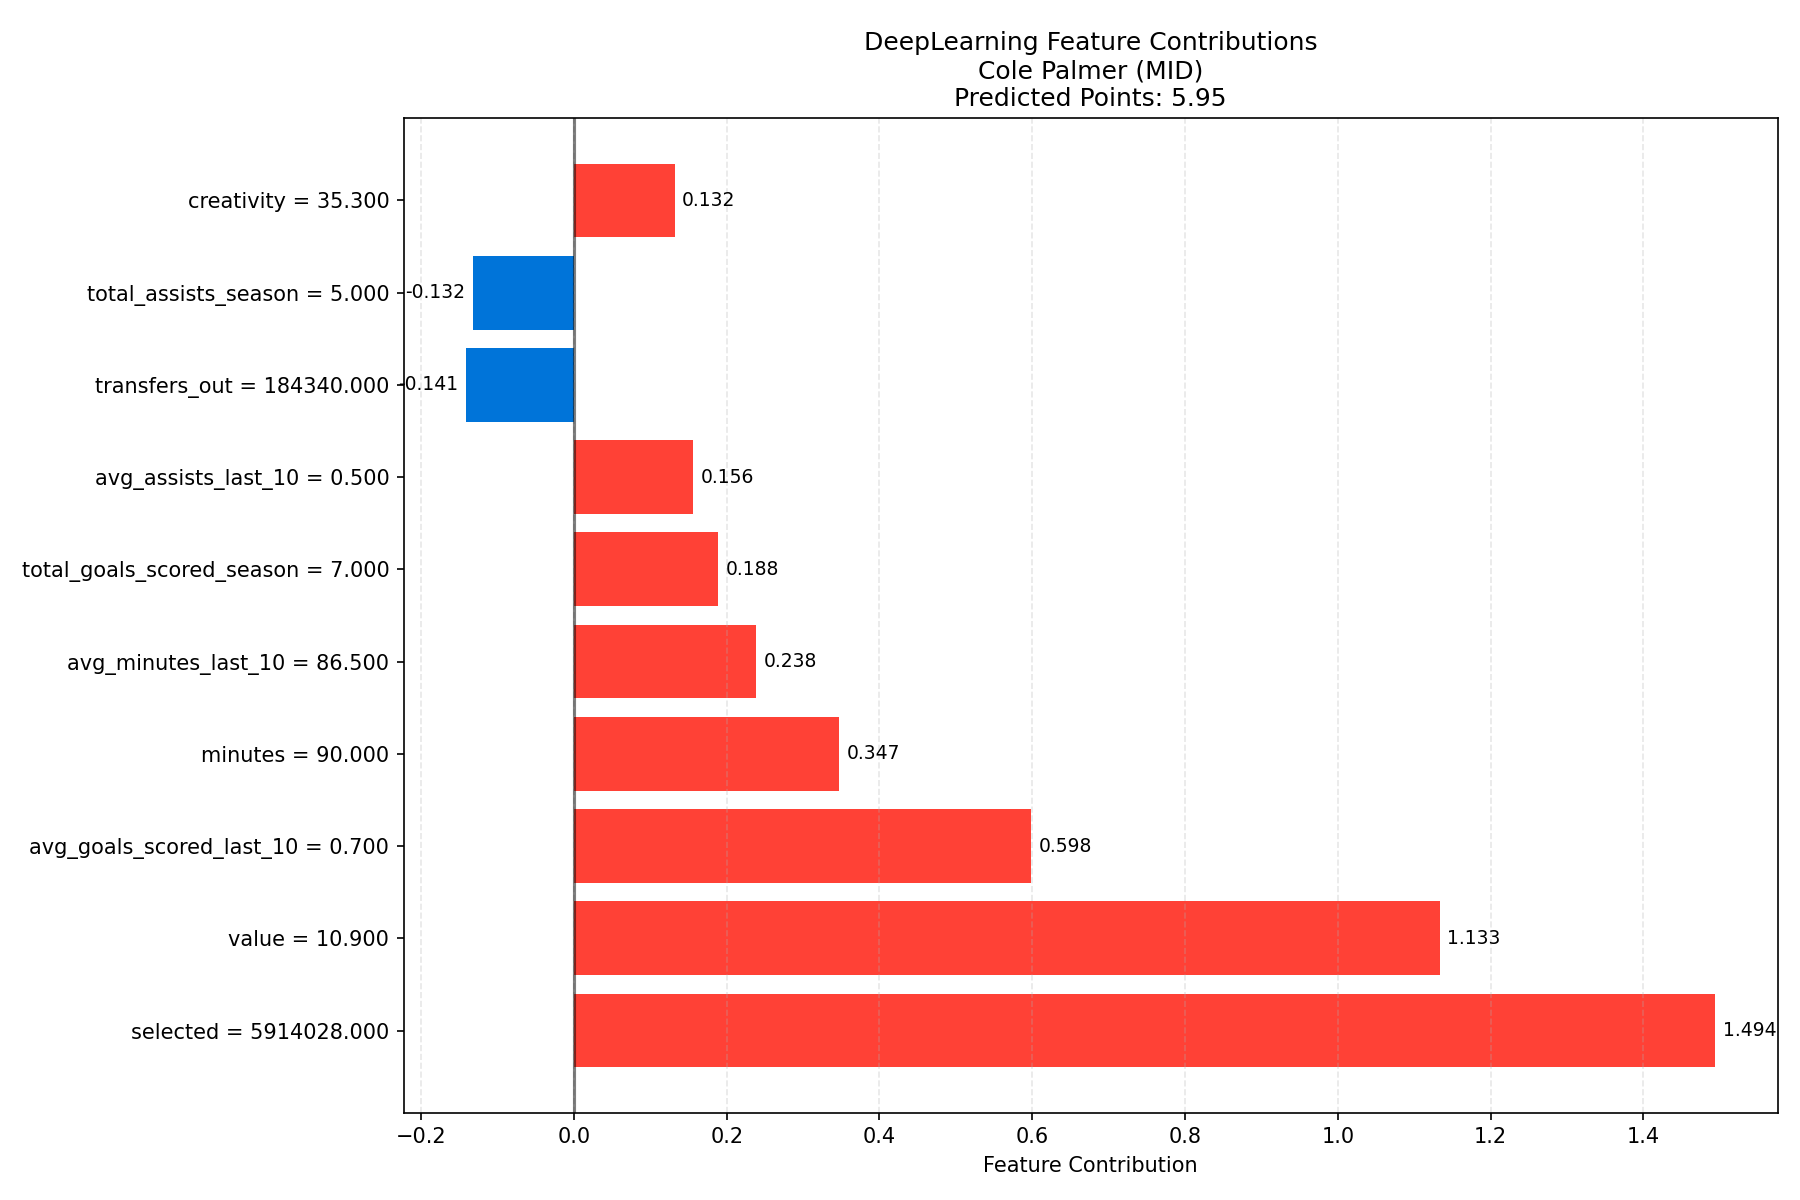 DeepLearning Feature Contributions
Cole Palmer (MID)
Predicted Points: 5.95
creativity = 35.300
0.132
total_assists_season = 5.000
-0.132
transfers_out = 184340.000
-0.141
avg_assists_last_10 = 0.500
0.156
total_goals_scored_season = 7.000
0.188
avg_minutes_last_10 = 86.500
0.238
minutes = 90.000
0.347
avg_goals_scored_last_10 = 0.700
0.598
value = 10.900
1.133
selected = 5914028.000
1.494
−0.2 0.0 0.2 0.4 0.6 0.8 1.0 1.2 1.4
Feature Contribution